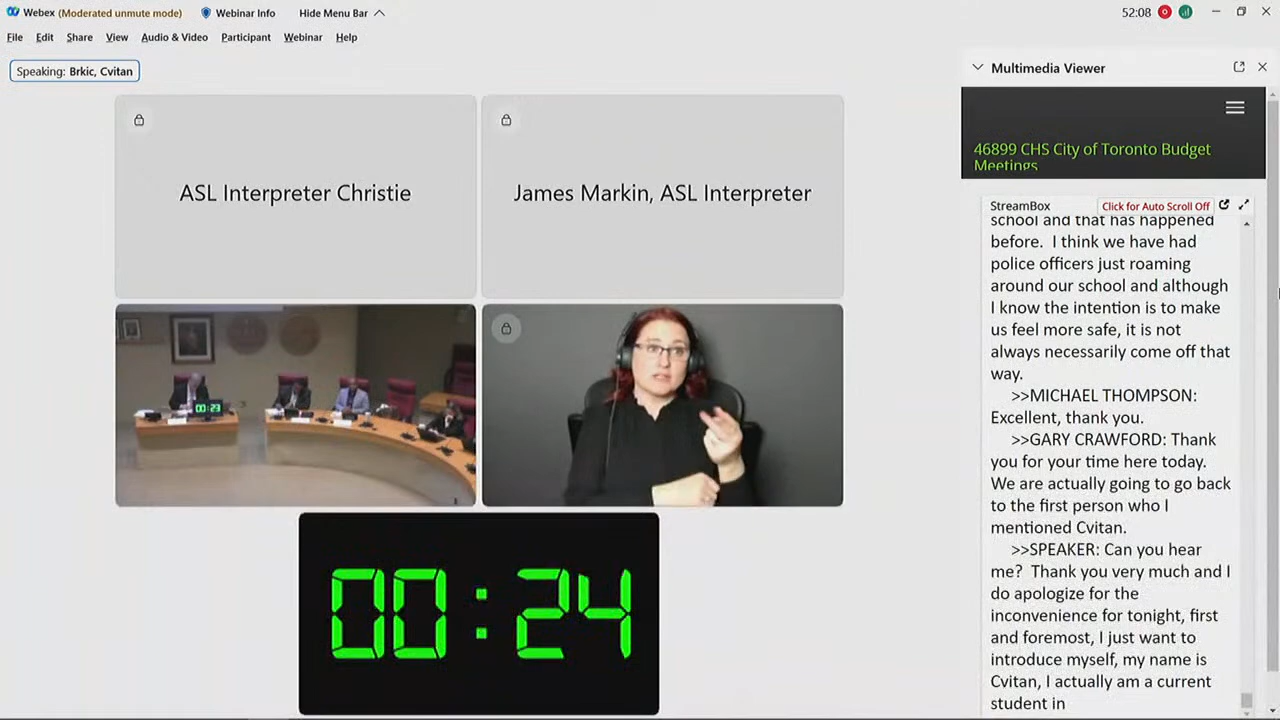 Webex (Moderated unmute mode) Webinar Info Hide Menu Bar 52:08
File Edit Share View Audio & Video Participant Webinar Help
Speaking: Brkic, Cvitan
Multimedia Viewer
ASL Interpreter Christie
James Markin, ASL Interpreter
46899 CHS City of Toronto Budget
Meetings
StreamBox Click for Auto Scroll Off
school and that has happened
before. I think we have had
police officers just roaming
around our school and although
I know the intention is to make
us feel more safe, it is not
always necessarily come off that
way.
>>MICHAEL THOMPSON:
Excellent, thank you.
>>GARY CRAWFORD: Thank
you for your time here today.
We are actually going to go back
to the first person who I
mentioned Cvitan.
>>SPEAKER: Can you hear
me? Thank you very much and I
do apologize for the
inconvenience for tonight, first
and foremost, I just want to
introduce myself, my name is
Cvitan, I actually am a current
student in
00:23
00:24